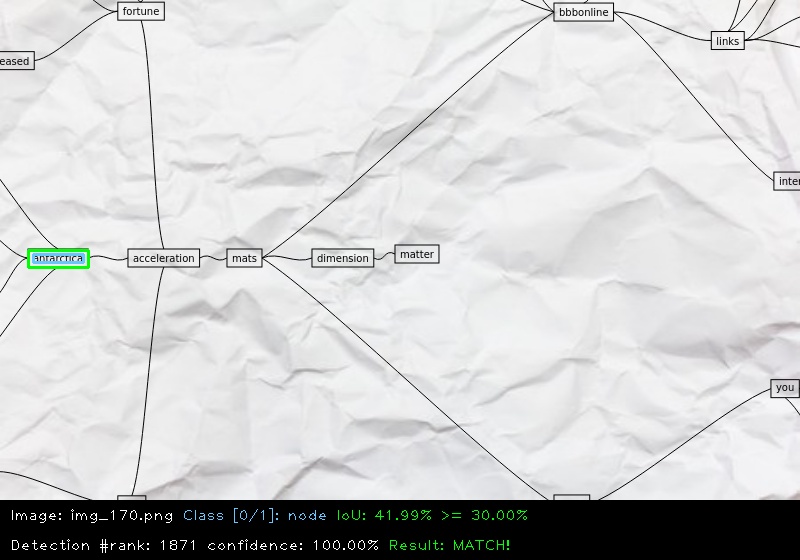 fortune
bbbonline
links
eased
inter
antarctica
acceleration
mats
dimension
matter
you
Image: img_170.png Class [0/1]: node IoU: 41.99% >= 30.00%
Detection #rank: 1871 confidence: 100.00% Result: MATCH!